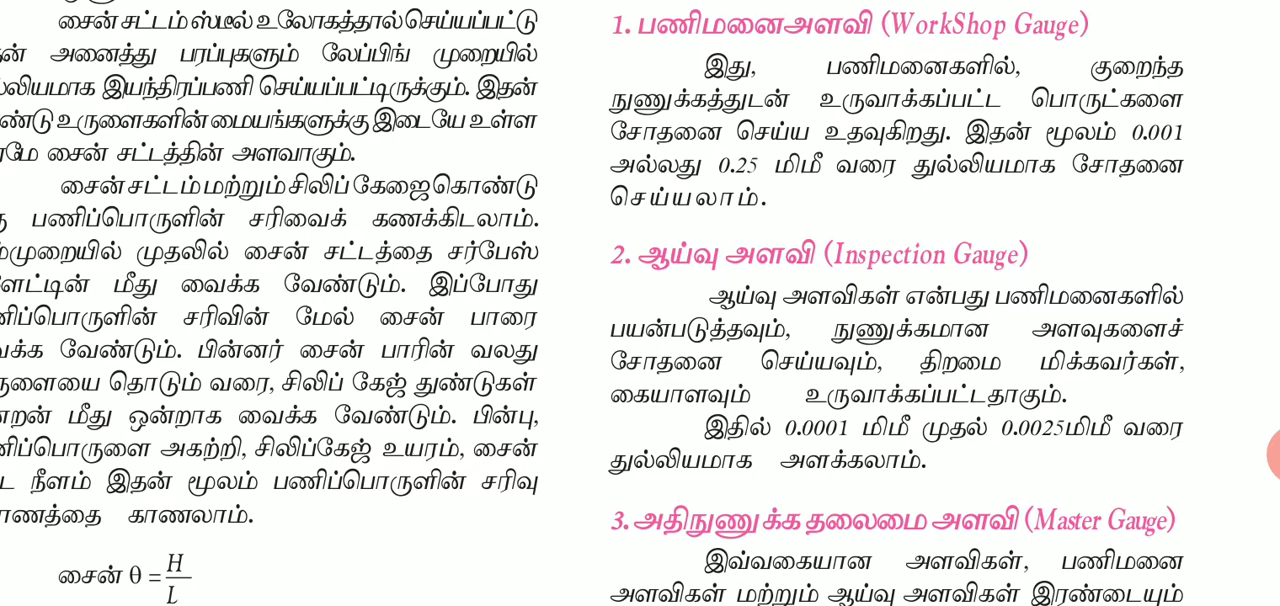 சைன் சட்டம் ஸ்டீல் உலோகத்தால் செய்யப்பட்டு
அனைத்து பரப்புகளும் லேப்பிங் முறையில்
இயந்திரப்பணி செய்யப்பட்டிருக்கும். இதன்
உருளைகளின் மையங்களுக்கு இடையே உள்ள
சைன் சட்டத்தின் அளவாகும்.
சைன் சட்டம் மற்றும் சிலிப் கேஜை கொண்டு
பணிப்பொருளின் சரிவைக் கணக்கிடலாம்.
முதலில் சைன் சட்டத்தை சர்பேஸ்
மீது வைக்க வேண்டும். இப்போது
சரிவின் மேல் சைன் பாரை
வேண்டும். பின்னர் சைன் பாரின் வலது
தொடும் வரை, சிலிப் கேஜ் துண்டுகள்
மீது ஒன்றாக வைக்க வேண்டும். பின்பு,
அகற்றி, சிலிப்கேஜ் உயரம், சைன்
நீளம் இதன் மூலம் பணிப்பொருளின் சரிவு
காணலாம்.
சைன் θ = H
L
1. பணிமனை அளவி (WorkShop Gauge)
இது, பணிமனைகளில், குறைந்த
நுணுக்கத்துடன் உருவாக்கப்பட்ட பொருட்களை
சோதனை செய்ய உதவுகிறது. இதன் மூலம் 0.001
அல்லது 0.25 மிமீ வரை துல்லியமாக சோதனை
செய்யலாம்.
2. ஆய்வு அளவி (Inspection Gauge)
ஆய்வு அளவிகள் என்பது பணிமனைகளில்
பயன்படுத்தவும், நுணுக்கமான அளவுகளைச்
சோதனை செய்யவும், திறமை மிக்கவர்கள்,
கையாளவும் உருவாக்கப்பட்டதாகும்.
இதில் 0.0001 மிமீ முதல் 0.0025மிமீ வரை
துல்லியமாக அளக்கலாம்.
3. அதிநுணுக்க தலைமை அளவி (Master Gauge)
இவ்வகையான அளவிகள், பணிமனை
அளவிகள் மற்றும் ஆய்வு அளவிகள் இரண்டையும்